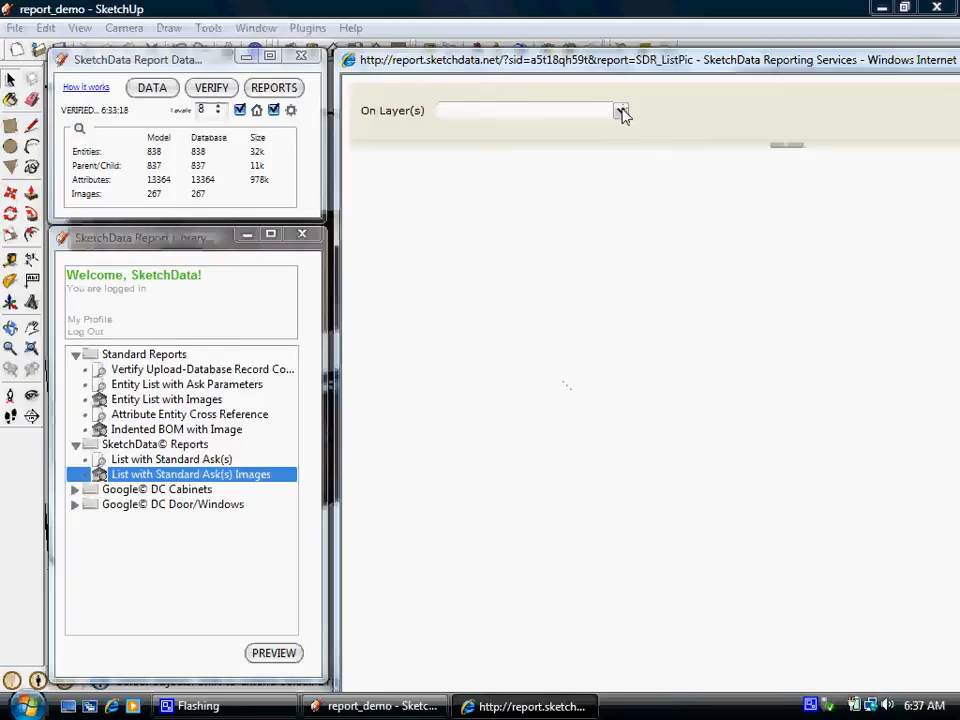 report_demo - SketchUp
File Edit View Camera Draw Tools Window Plugins Help
SketchData Report Data...
How it works DATA VERIFY REPORTS
VERIFIED... 6:33:18 Levels 8
Model Database Size
Entities: 838 838 32k
Parent/Child: 837 837 11k
Attributes: 13364 13364 978k
Images: 267 267
SketchData Report Library...
Welcome, SketchData!
You are logged in
My Profile
Log Out
Standard Reports
Vertify Upload-Database Record Co...
Entity List with Ask Parameters
Entity List with Images
Attribute Entity Cross Reference
Indented BOM with Image
SketchData© Reports
List with Standard Ask(s)
List with Standard Ask(s) Images
Google© DC Cabinets
Google© DC Door/Windows
PREVIEW
http://report.sketchdata.net/?sid=a5t18qh59t&report=SDR_ListPic - SketchData Reporting Services - Windows Internet
On Layer(s)
Flashing
report_demo - Sketc...
http://report.sketch...
6:37 AM